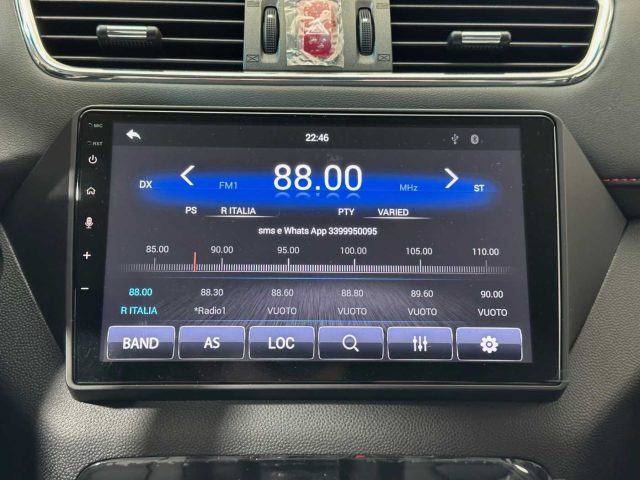 MIC
22:46
RST
DX
FM1
88.00
MHz
ST
PS
R ITALIA
PTY
VARIED
sms e Whats App 3399950095
85.00 90.00 95.00 100.00 105.00 110.00
88.00 88.30 88.60 88.80 89.60 90.00
R ITALIA *Radio1 VUOTO VUOTO VUOTO VUOTO
BAND AS LOC